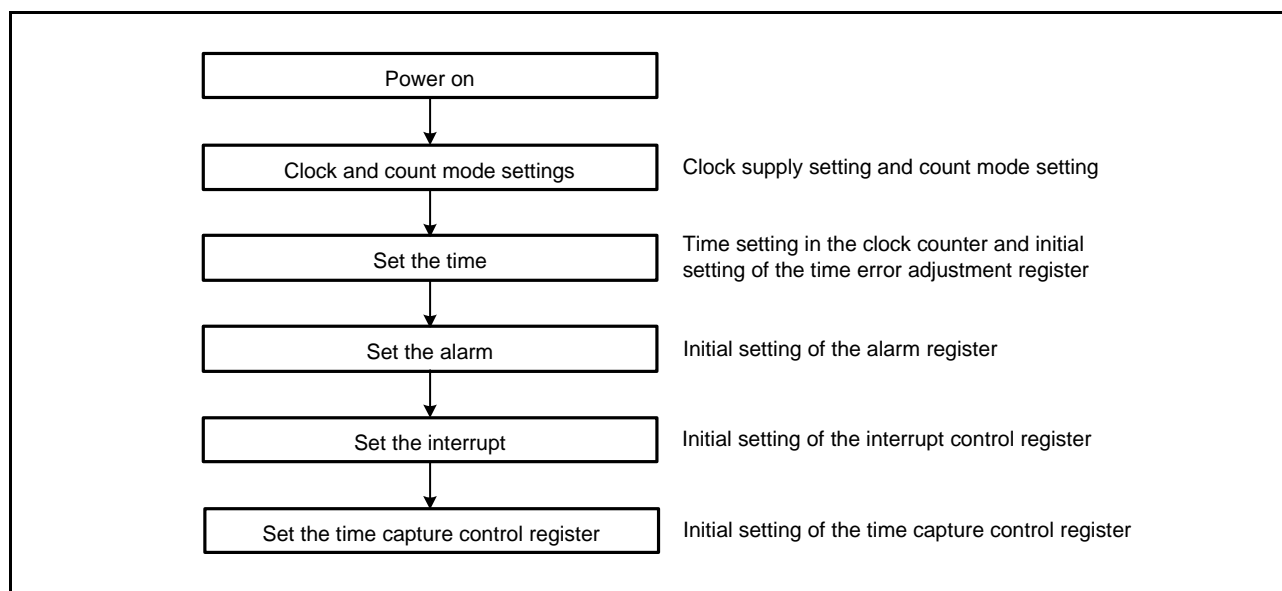 Power on
Clock and count mode settings
Clock supply setting and count mode setting
Set the time
Time setting in the clock counter and initial
setting of the time error adjustment register
Set the alarm
Initial setting of the alarm register
Set the interrupt
Initial setting of the interrupt control register
Set the time capture control register
Initial setting of the time capture control register